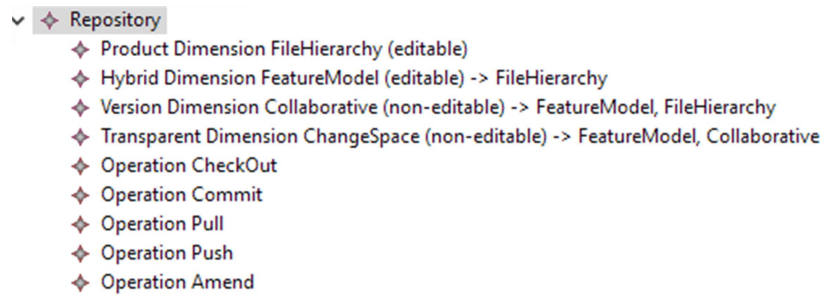 Repository
Product Dimension FileHierarchy (editable)
Hybrid Dimension FeatureModel (editable) -> FileHierarchy
Version Dimension Collaborative (non-editable) -> FeatureModel, FileHierarchy
Transparent Dimension ChangeSpace (non-editable) -> FeatureModel, Collaborative
Operation CheckOut
Operation Commit
Operation Pull
Operation Push
Operation Amend